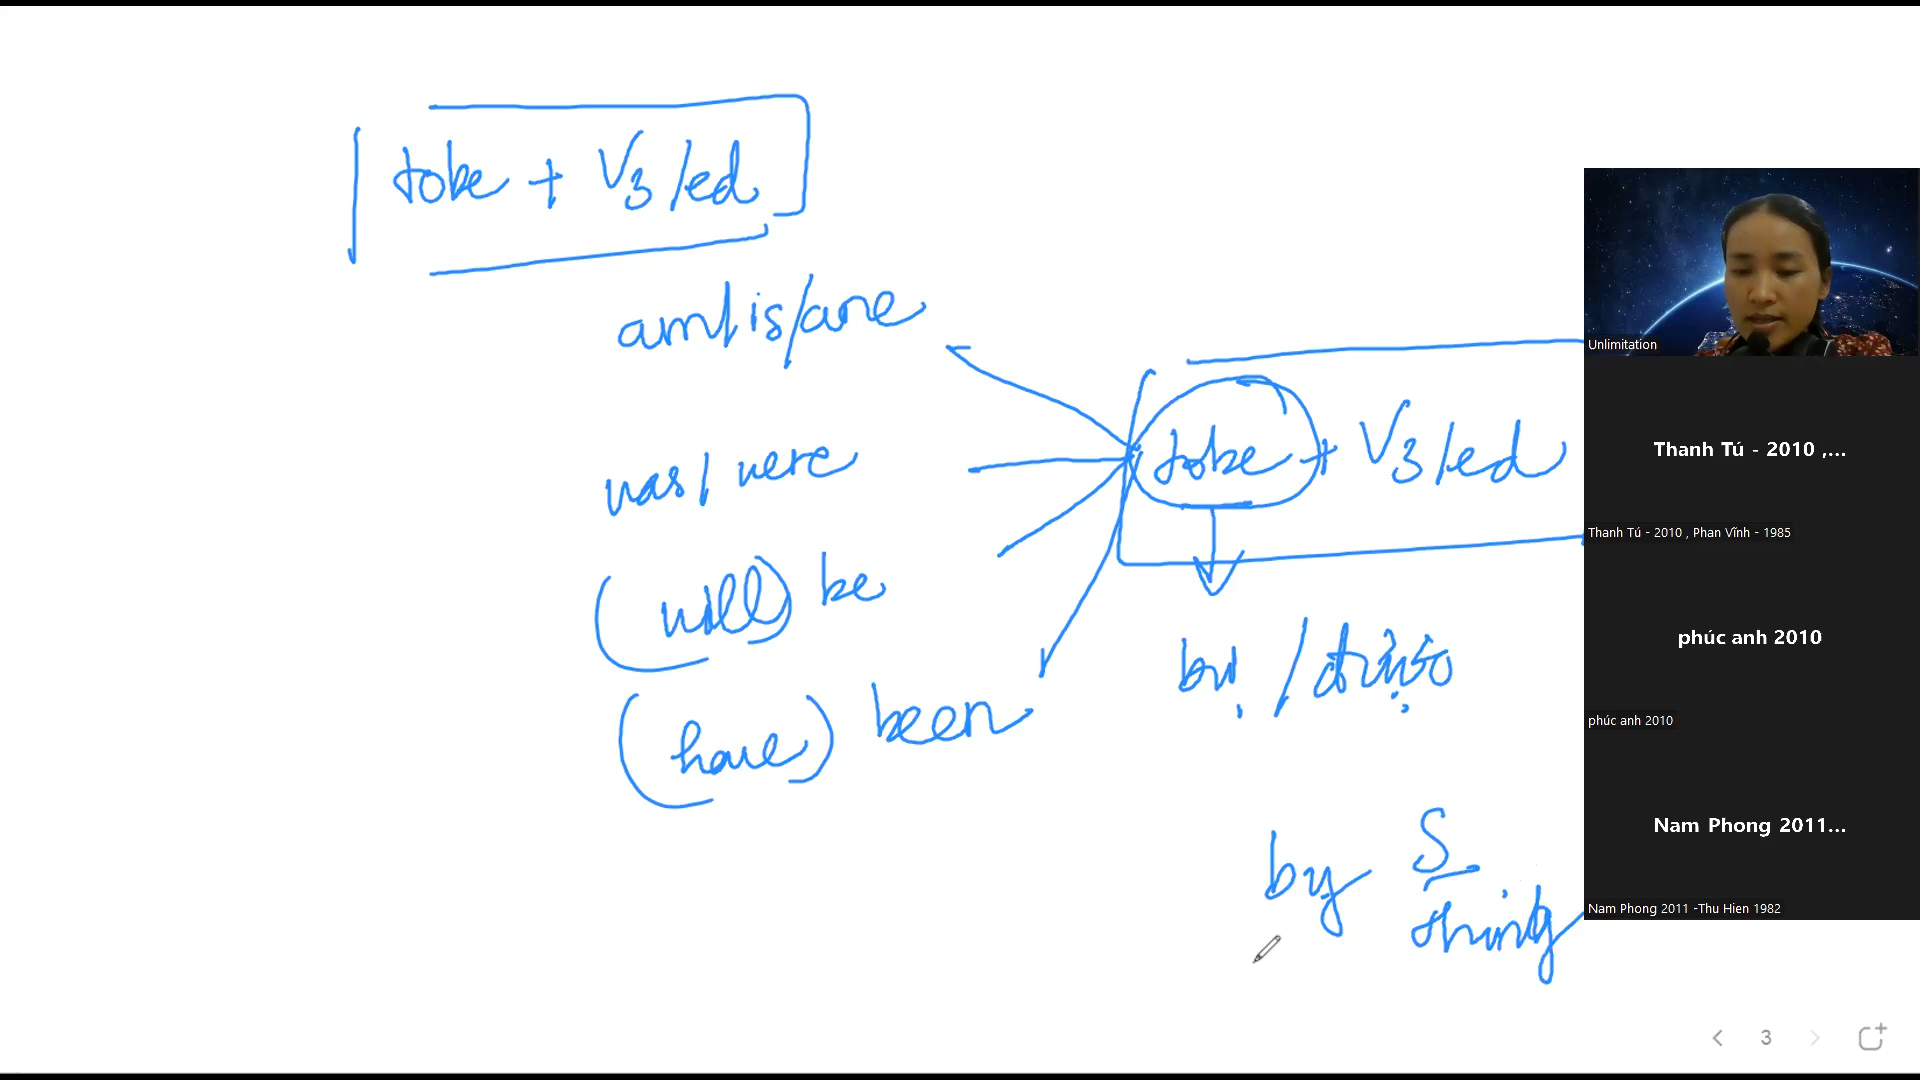 tobe + V3/ed
am/is/are
was/were
(will) be
(have) been
tobe + V3/ed
bị/được
by S
thing
Unlimitation
Thanh Tú - 2010 ,...
Thanh Tú - 2010 , Phan Vĩnh - 1985
phúc anh 2010
phúc anh 2010
Nam Phong 2011...
Nam Phong 2011 -Thu Hien 1982
3